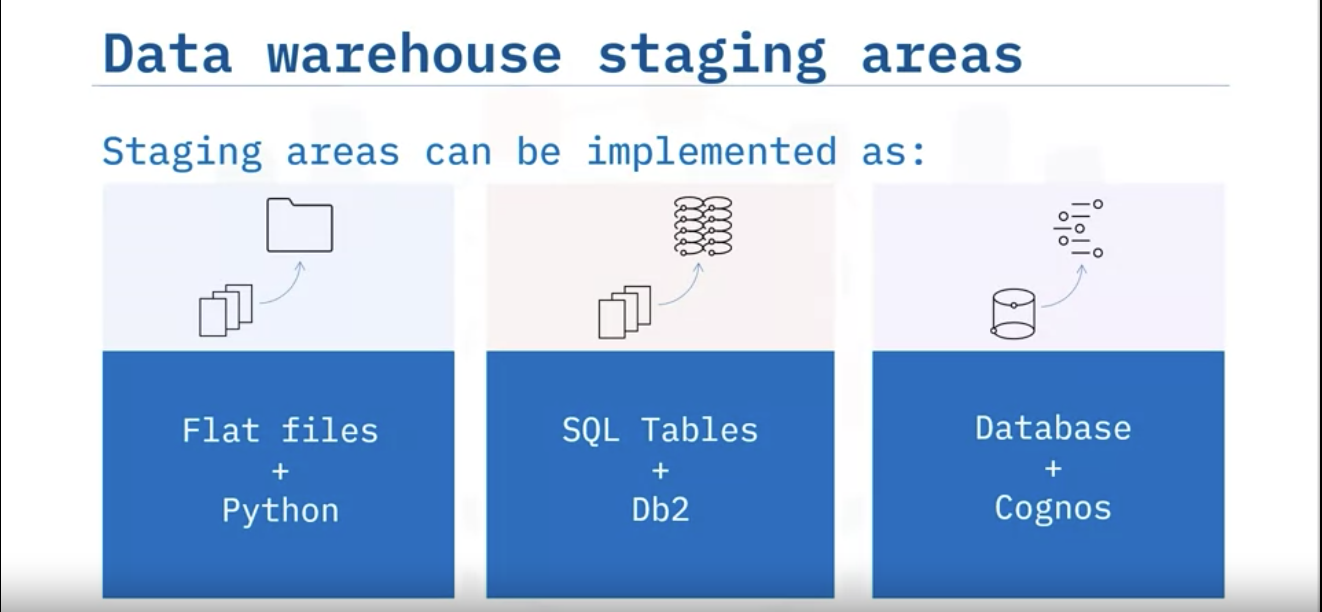 Data warehouse staging areas
Staging areas can be implemented as:
Flat files
+
Python
SQL Tables
+
Db2
Database
+
Cognos